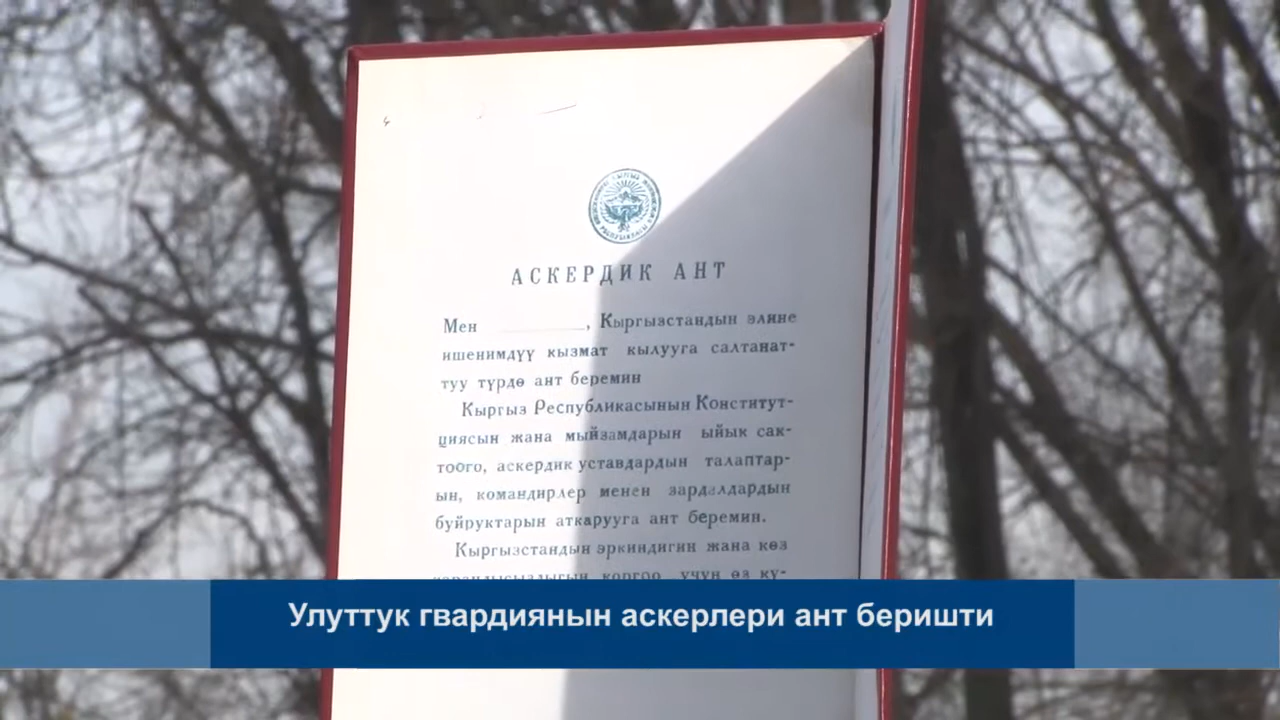 АСКЕРДИК АНТ
Мен ________, Кыргызстандын элине
ишенимдүү кызмат кылууга салтанат-
туу түрдө ант беремин
Кыргыз Республикасынын Конститут-
циясын жана мыйзамдарын ыйык сак-
тоого, аскердик уставдардын талаптар-
ын, командирлер менен зардалдардын
буйруктарын аткарууга ант беремин.
Кыргызстандын эркиндигин жана көз
Улуттук гвардиянын аскерлери ант беришти